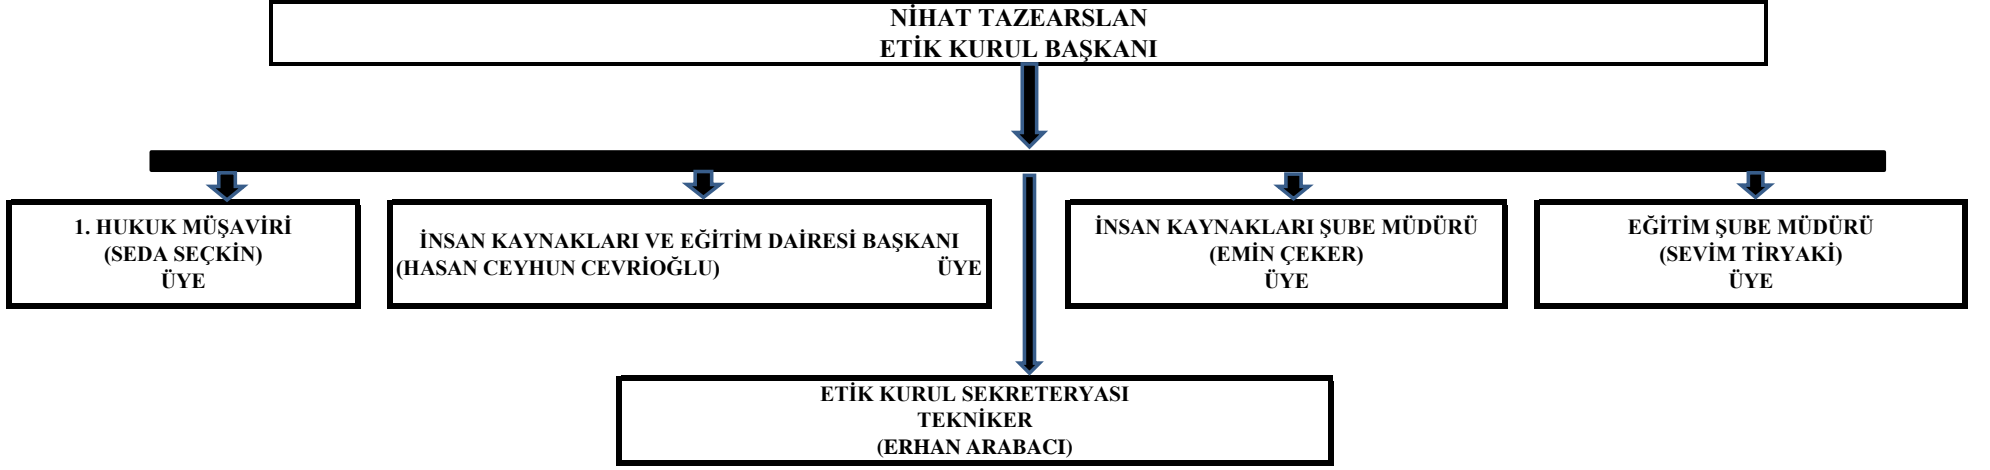 NİHAT TAZEARSLAN
ETİK KURUL BAŞKANI
1. HUKUK MÜŞAVİRİ
(SEDA SEÇKİN)
ÜYE
İNSAN KAYNAKLARI VE EĞİTİM DAİRESİ BAŞKANI
(HASAN CEYHUN CEVRİOĞLU) ÜYE
İNSAN KAYNAKLARI ŞUBE MÜDÜRÜ
(EMİN ÇEKER)
ÜYE
EĞİTİM ŞUBE MÜDÜRÜ
(SEVİM TİRYAKİ)
ÜYE
ETİK KURUL SEKRETERYASI
TEKNİKER
(ERHAN ARABACI)